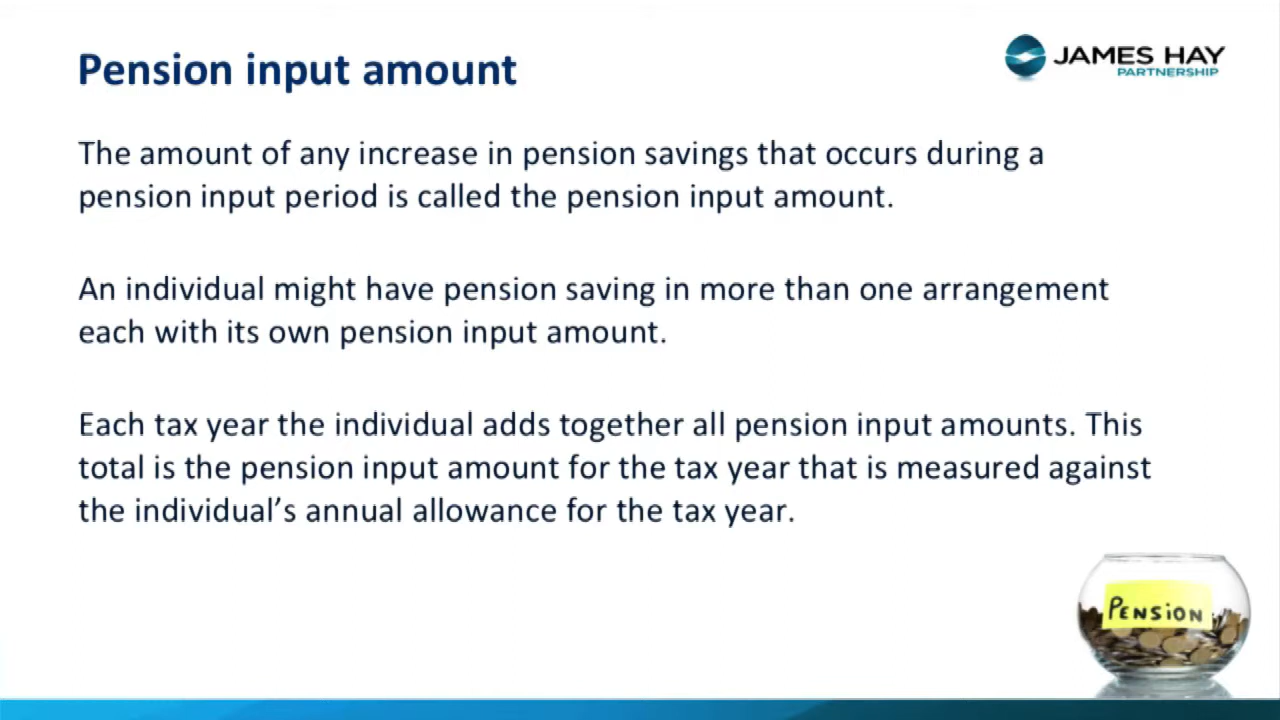 Pension input amount
JAMES HAY
PARTNERSHIP
The amount of any increase in pension savings that occurs during a
pension input period is called the pension input amount.
An individual might have pension saving in more than one arrangement
each with its own pension input amount.
Each tax year the individual adds together all pension input amounts. This
total is the pension input amount for the tax year that is measured against
the individual’s annual allowance for the tax year.
PENSiON